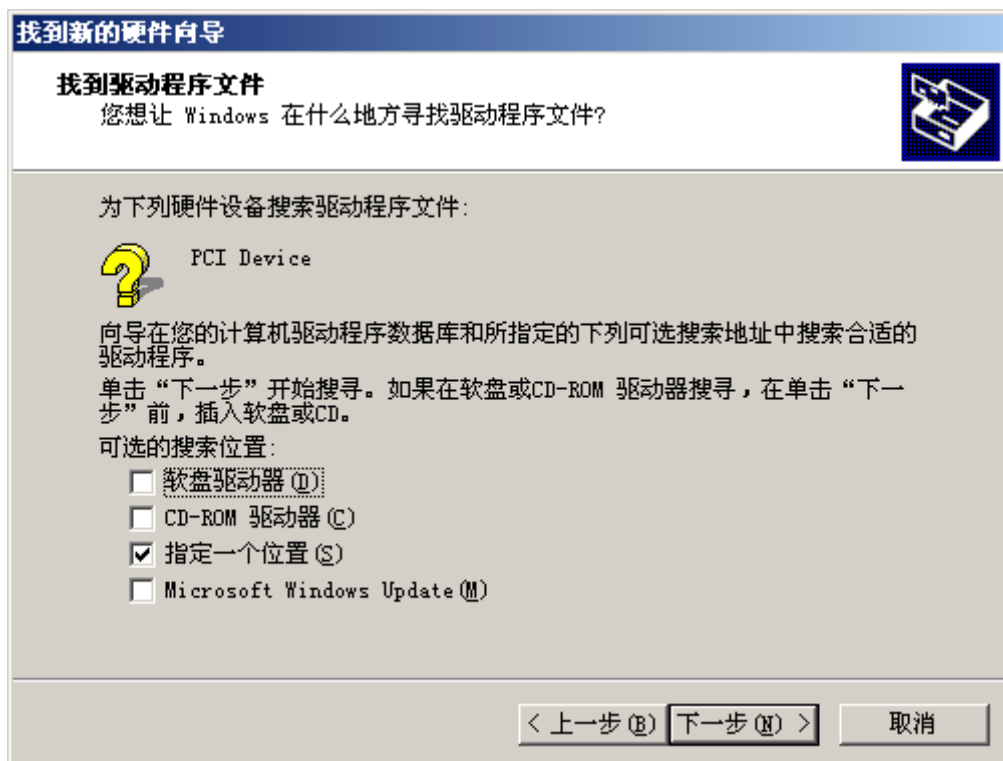 找到新的硬件向导
找到驱动程序文件
您想让 Windows 在什么地方寻找驱动程序文件?
为下列硬件设备搜索驱动程序文件:
PCI Device
向导在您的计算机驱动程序数据库和所指定的下列可选搜索地址中搜索合适的
驱动程序。
单击“下一步”开始搜寻。如果在软盘或CD-ROM 驱动器搜寻，在单击“下一
步”前，插入软盘或CD。
可选的搜索位置:
软盘驱动器(D)
CD-ROM 驱动器(C)
指定一个位置(S)
Microsoft Windows Update(M)
< 上一步(B) 下一步(N) > 取消